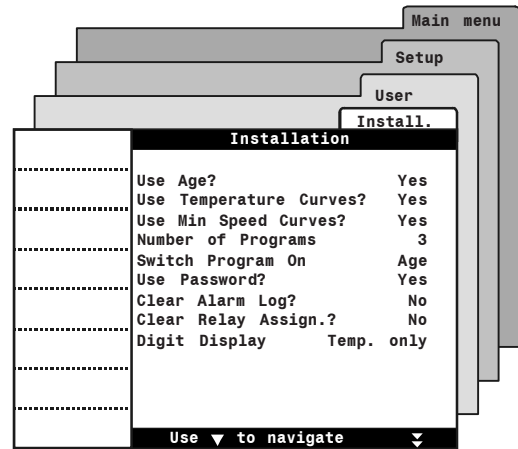 Main menu
Setup
User
Install.
Installation
Use Age? Yes
Use Temperature Curves? Yes
Use Min Speed Curves? Yes
Number of Programs 3
Switch Program On Age
Use Password? Yes
Clear Alarm Log? No
Clear Relay Assign.? No
Digit Display Temp. only
Use ▼ to navigate